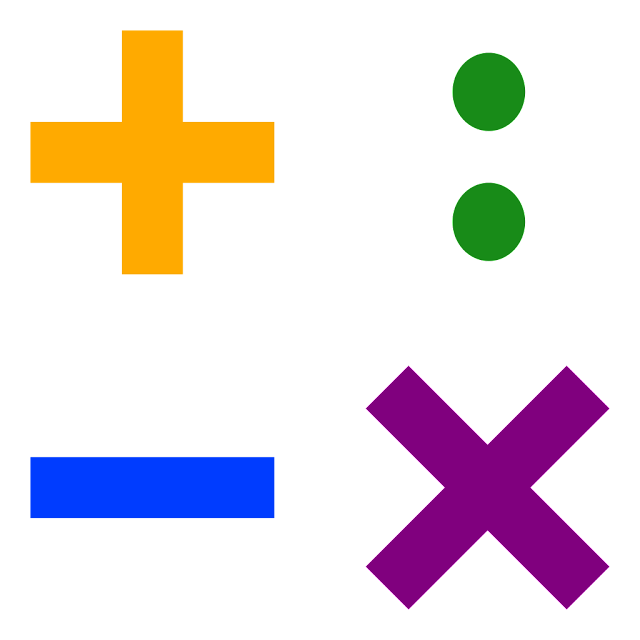 + :
− ×